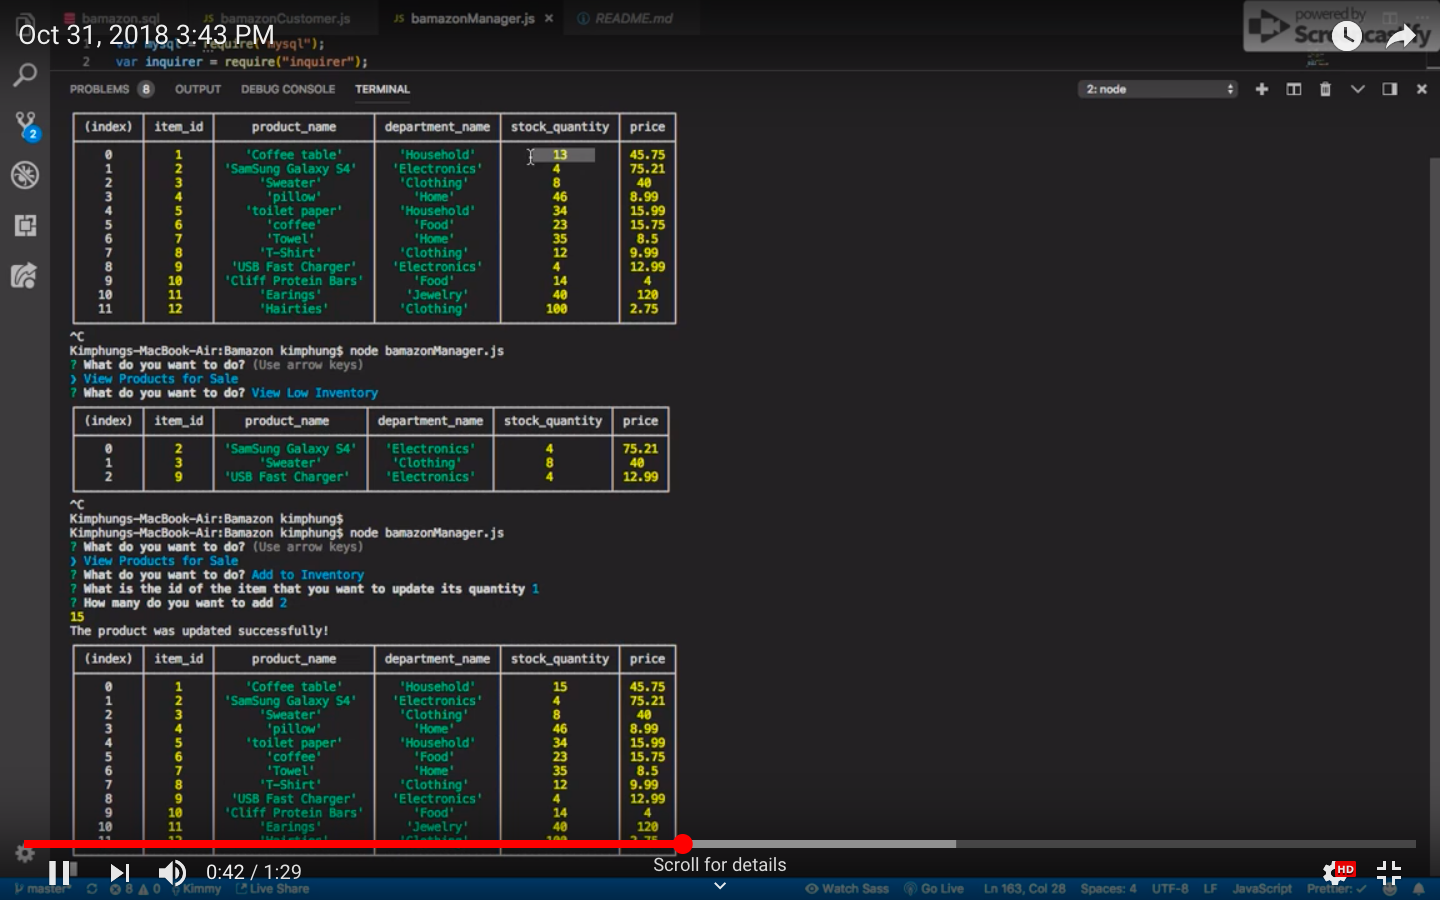 bamazon.sql JS bamazonCustomer.js JS bamazonManager.js × README.md
Oct 31, 2018 3:43 PM
powered by
Screencastify
1 var mysql = require("mysql");
2 var inquirer = require("inquirer");
PROBLEMS 8 OUTPUT DEBUG CONSOLE TERMINAL 2: node
2
(index) item_id product_name department_name stock_quantity price
0 1 'Coffee table' 'Household' 13 45.75
1 2 'SamSung Galaxy S4' 'Electronics' 4 75.21
2 3 'Sweater' 'Clothing' 8 40
3 4 'pillow' 'Home' 46 8.99
4 5 'toilet paper' 'Household' 34 15.99
5 6 'coffee' 'Food' 23 15.75
6 7 'Towel' 'Home' 35 8.5
7 8 'T-Shirt' 'Clothing' 12 9.99
8 9 'USB Fast Charger' 'Electronics' 4 12.99
9 10 'Cliff Protein Bars' 'Food' 14 4
10 11 'Earings' 'Jewelry' 40 120
11 12 'Hairties' 'Clothing' 100 2.75
^C
Kimphungs-MacBook-Air:Bamazon kimphung$ node bamazonManager.js
? What do you want to do? (Use arrow keys)
❯ View Products for Sale
? What do you want to do? View Low Inventory
(index) item_id product_name department_name stock_quantity price
0 2 'SamSung Galaxy S4' 'Electronics' 4 75.21
1 3 'Sweater' 'Clothing' 8 40
2 9 'USB Fast Charger' 'Electronics' 4 12.99
^C
Kimphungs-MacBook-Air:Bamazon kimphung$
Kimphungs-MacBook-Air:Bamazon kimphung$ node bamazonManager.js
? What do you want to do? (Use arrow keys)
❯ View Products for Sale
? What do you want to do? Add to Inventory
? What is the id of the item that you want to update its quantity 1
? How many do you want to add 2
15
The product was updated successfully!
(index) item_id product_name department_name stock_quantity price
0 1 'Coffee table' 'Household' 15 45.75
1 2 'SamSung Galaxy S4' 'Electronics' 4 75.21
2 3 'Sweater' 'Clothing' 8 40
3 4 'pillow' 'Home' 46 8.99
4 5 'toilet paper' 'Household' 34 15.99
5 6 'coffee' 'Food' 23 15.75
6 7 'Towel' 'Home' 35 8.5
7 8 'T-Shirt' 'Clothing' 12 9.99
8 9 'USB Fast Charger' 'Electronics' 4 12.99
9 10 'Cliff Protein Bars' 'Food' 14 4
10 11 'Earings' 'Jewelry' 40 120
11 12 'Hairties' 'Clothing' 100 2.75
0:42 / 1:29 Scroll for details HD
master* 8 0 Kimmy Live Share Watch Sass Go Live Ln 163, Col 28 Spaces: 4 UTF-8 LF JavaScript Prettier: ✓